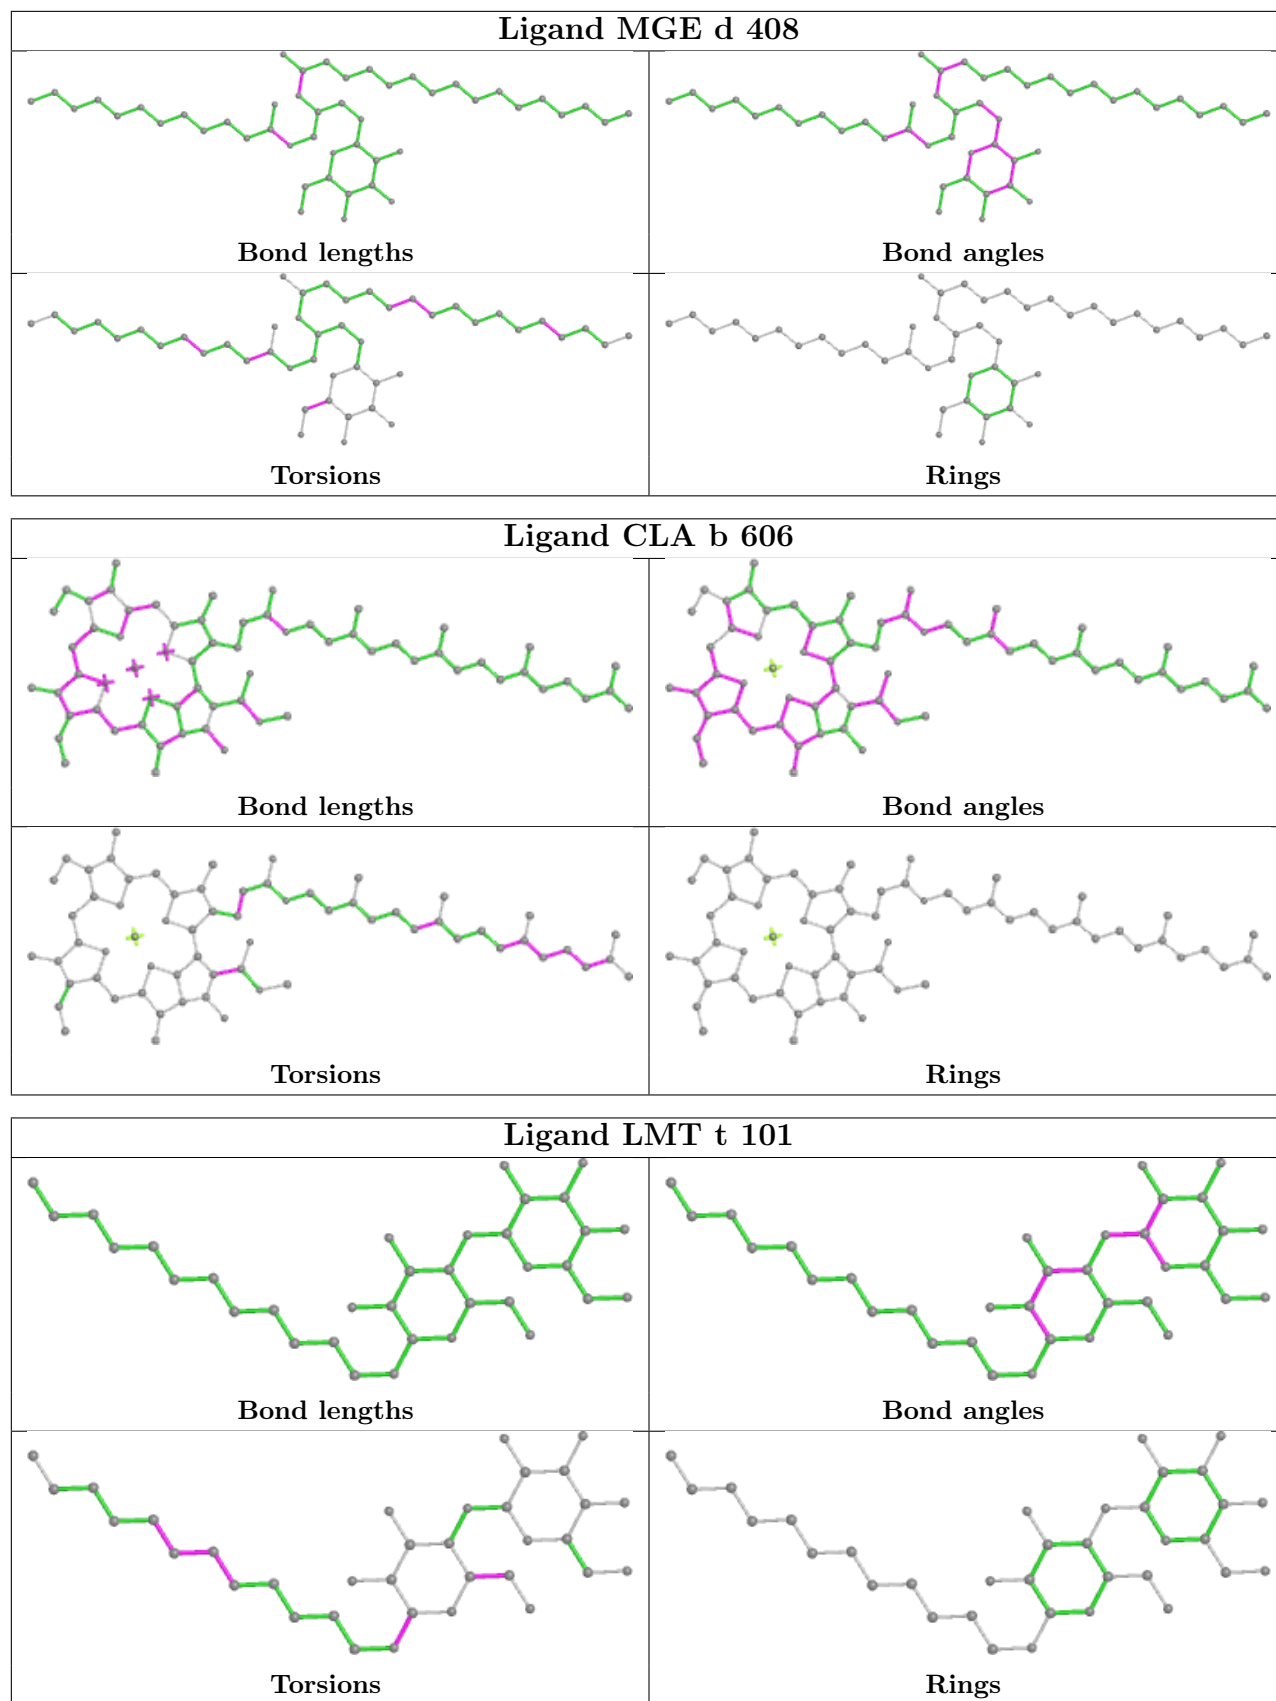 Ligand MGE d 408
Bond lengths
Bond angles
Torsions
Rings
Ligand CLA b 606
Bond lengths
Bond angles
Torsions
Rings
Ligand LMT t 101
Bond lengths
Bond angles
Torsions
Rings